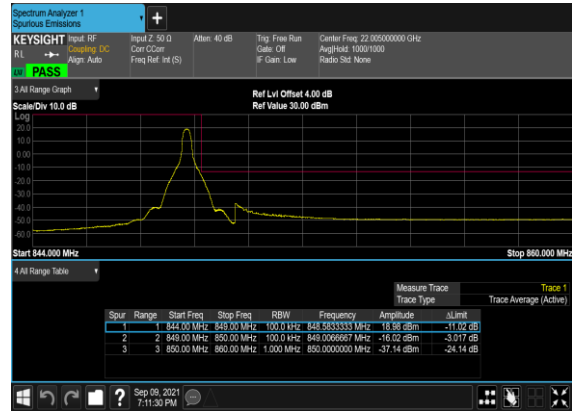 Spectrum Analyzer 1
Spurious Emissions
+
KEYSIGHT Input: RF Input Z: 50 Ω Atten: 40 dB Trig: Free Run Center Freq: 22.005000000 GHz
RL Coupling: DC Corr CCorr Gate: Off Avg|Hold: 1000/1000
Align: Auto Freq Ref: Int (S) IF Gain: Low Radio Std: None
LW PASS
3 All Range Graph
Ref Lvl Offset 4.00 dB
Scale/Div 10.0 dB Ref Value 30.00 dBm
Log
20.0
10.0
0.00
-10.0
-20.0
-30.0
-40.0
-50.0
-60.0
Start 844.000 MHz Stop 860.000 MHz
4 All Range Table
Measure Trace Trace 1
Trace Type Trace Average (Active)
Spur Range Start Freq Stop Freq RBW Frequency Amplitude ΔLimit
1 1 844.00 MHz 849.00 MHz 100.0 kHz 848.5833333 MHz 18.98 dBm -11.02 dB
2 2 849.00 MHz 850.00 MHz 100.0 kHz 849.0066667 MHz -16.02 dBm -3.017 dB
3 3 850.00 MHz 860.00 MHz 1.000 MHz 850.0000000 MHz -37.14 dBm -24.14 dB
? Sep 09, 2021
7:11:30 PM